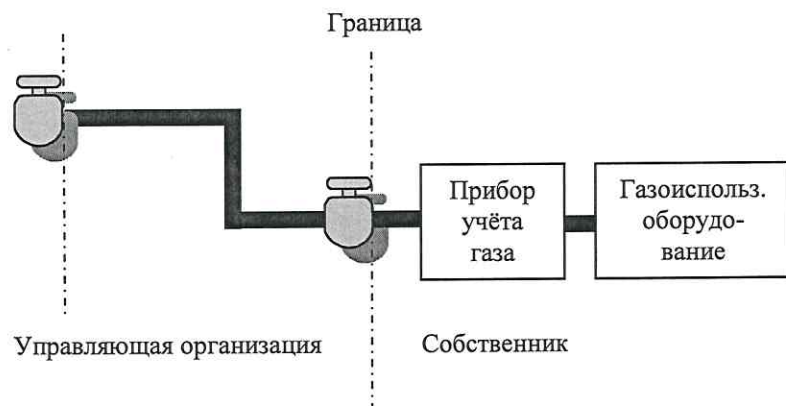 Граница
Прибор
учёта
газа
Газоиспольз.
оборудо-
вание
Управляющая организация
Собственник